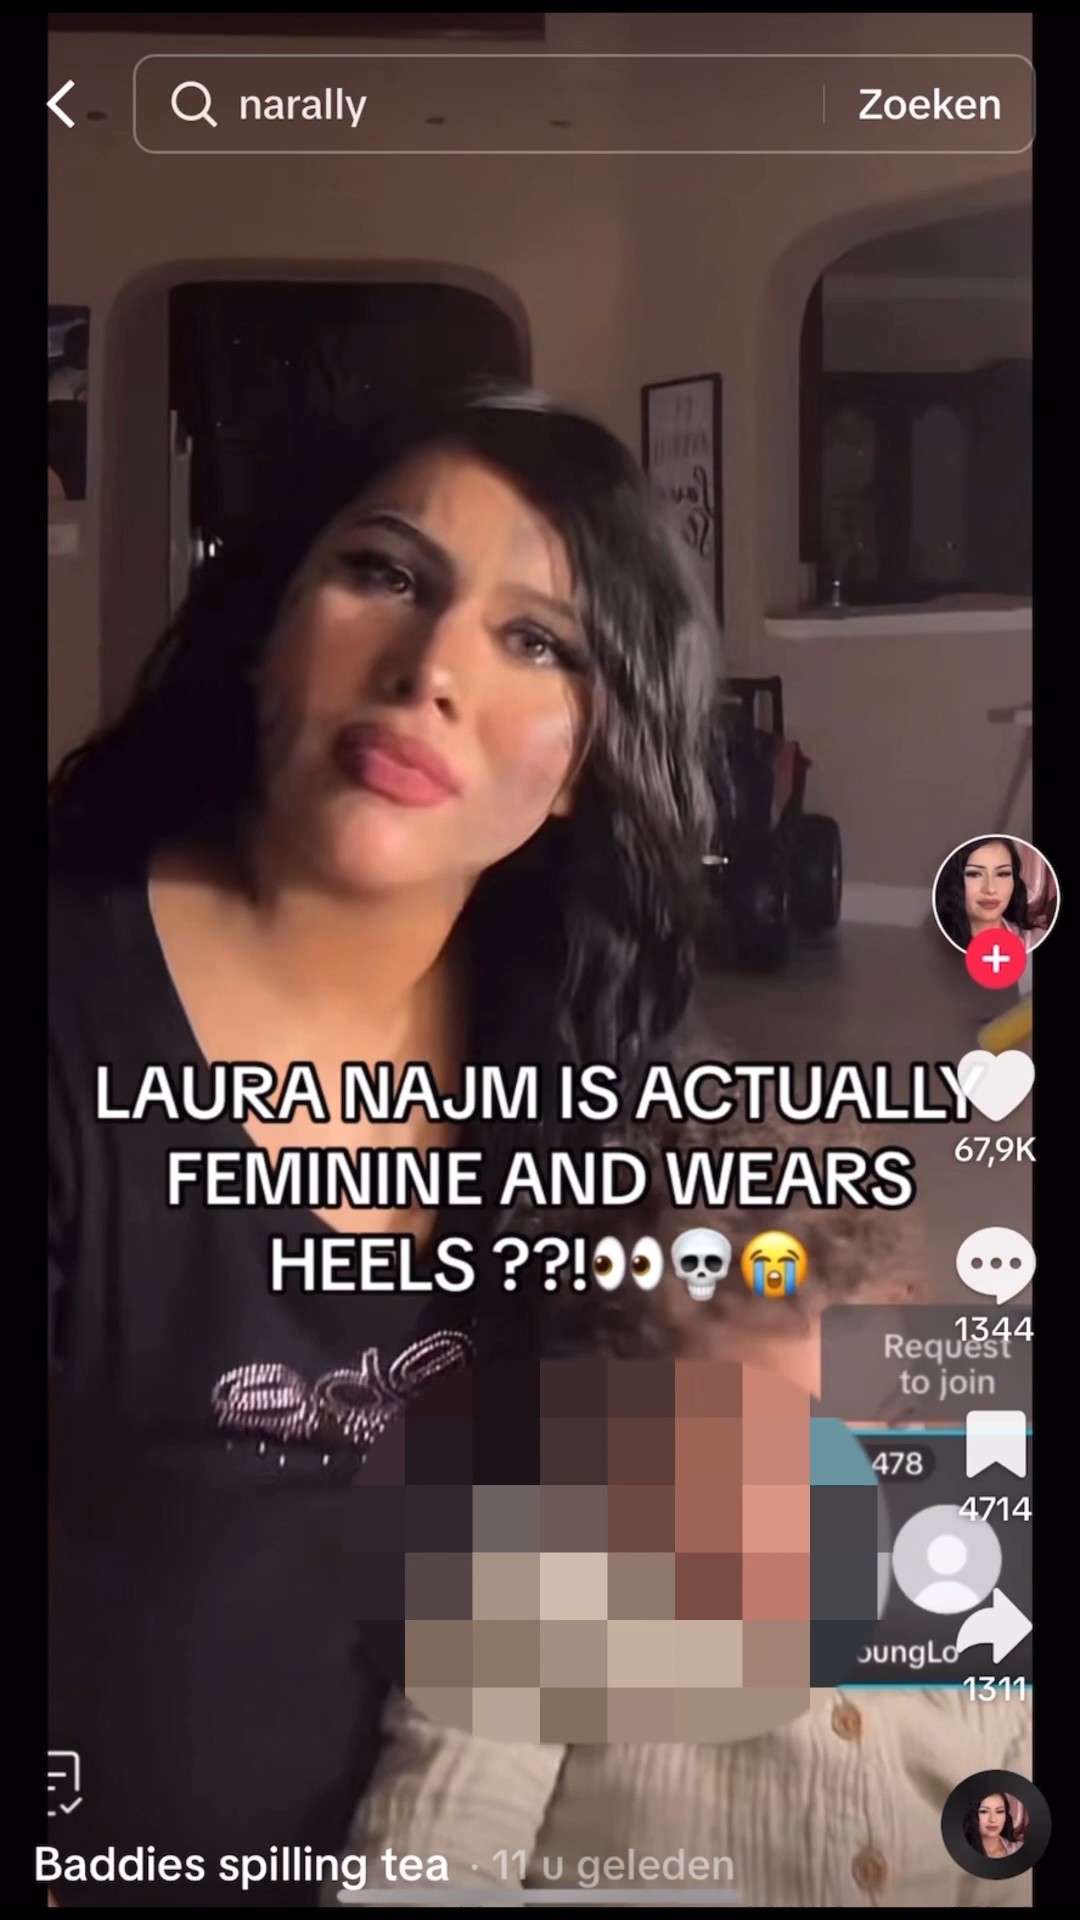 narally
Zoeken
LAURA NAJM IS ACTUALLY
FEMININE AND WEARS
HEELS ??!👀💀😭
67,9K
1344
Request
to join
478
4714
oungLo
1311
Baddies spilling tea · 11 u geleden